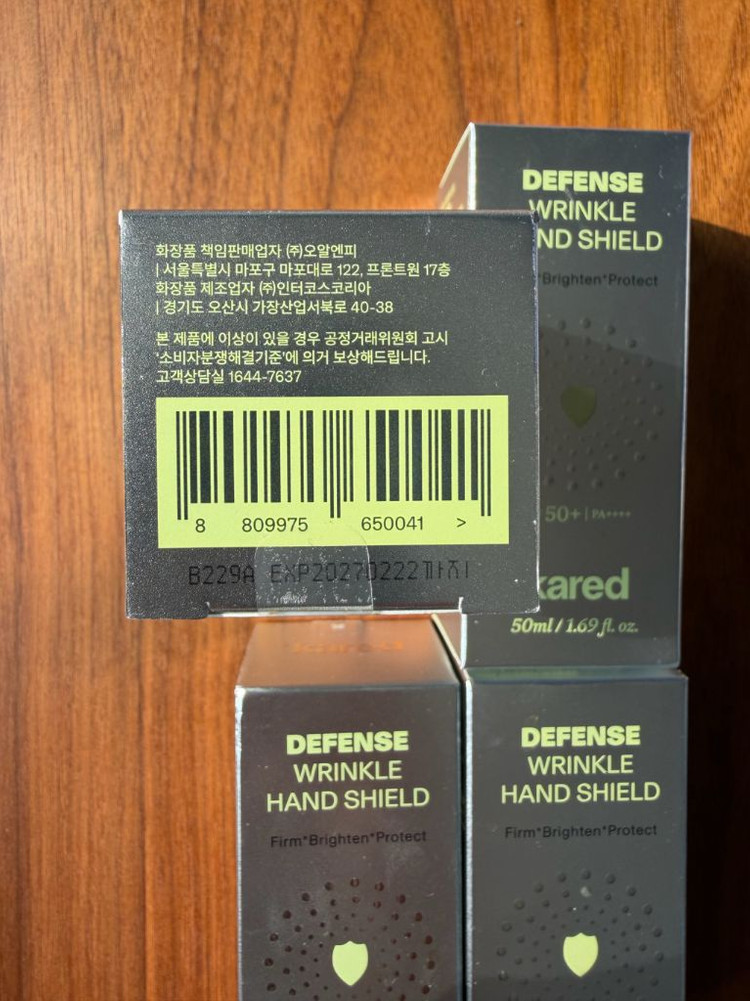 화장품 책임판매업자 (주)오알엔피
| 서울특별시 마포구 마포대로 122, 프론트원 17층
화장품 제조업자 (주)인터코스코리아
| 경기도 오산시 가장산업서북로 40-38
본 제품에 이상이 있을 경우 공정거래위원회 고시
'소비자분쟁해결기준'에 의거 보상해드립니다.
고객상담실 1644-7637
8 809975 650041 >
B229A EXP20270222까지
DEFENSE
WRINKLE
ND SHIELD
*Brighten*Protect
50+ | PA++++
kared
50ml / 1.69 fl. oz.
DEFENSE
WRINKLE
HAND SHIELD
Firm*Brighten*Protect
DEFENSE
WRINKLE
HAND SHIELD
Firm*Brighten*Protect